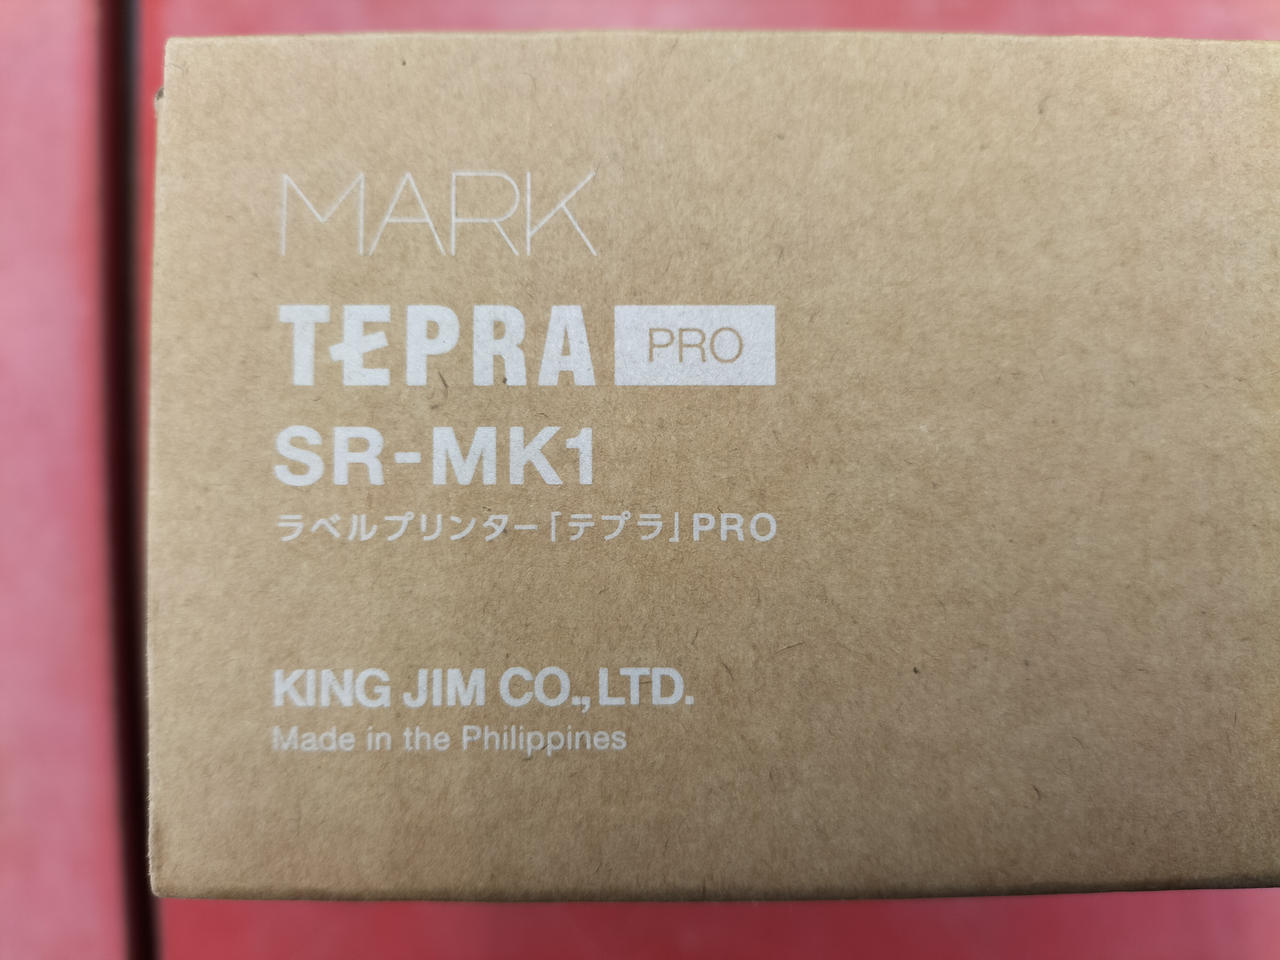 MARK
TEPRA PRO
SR-MK1
ラベルプリンター「テプラ」PRO
KING JIM CO.,LTD.
Made in the Philippines